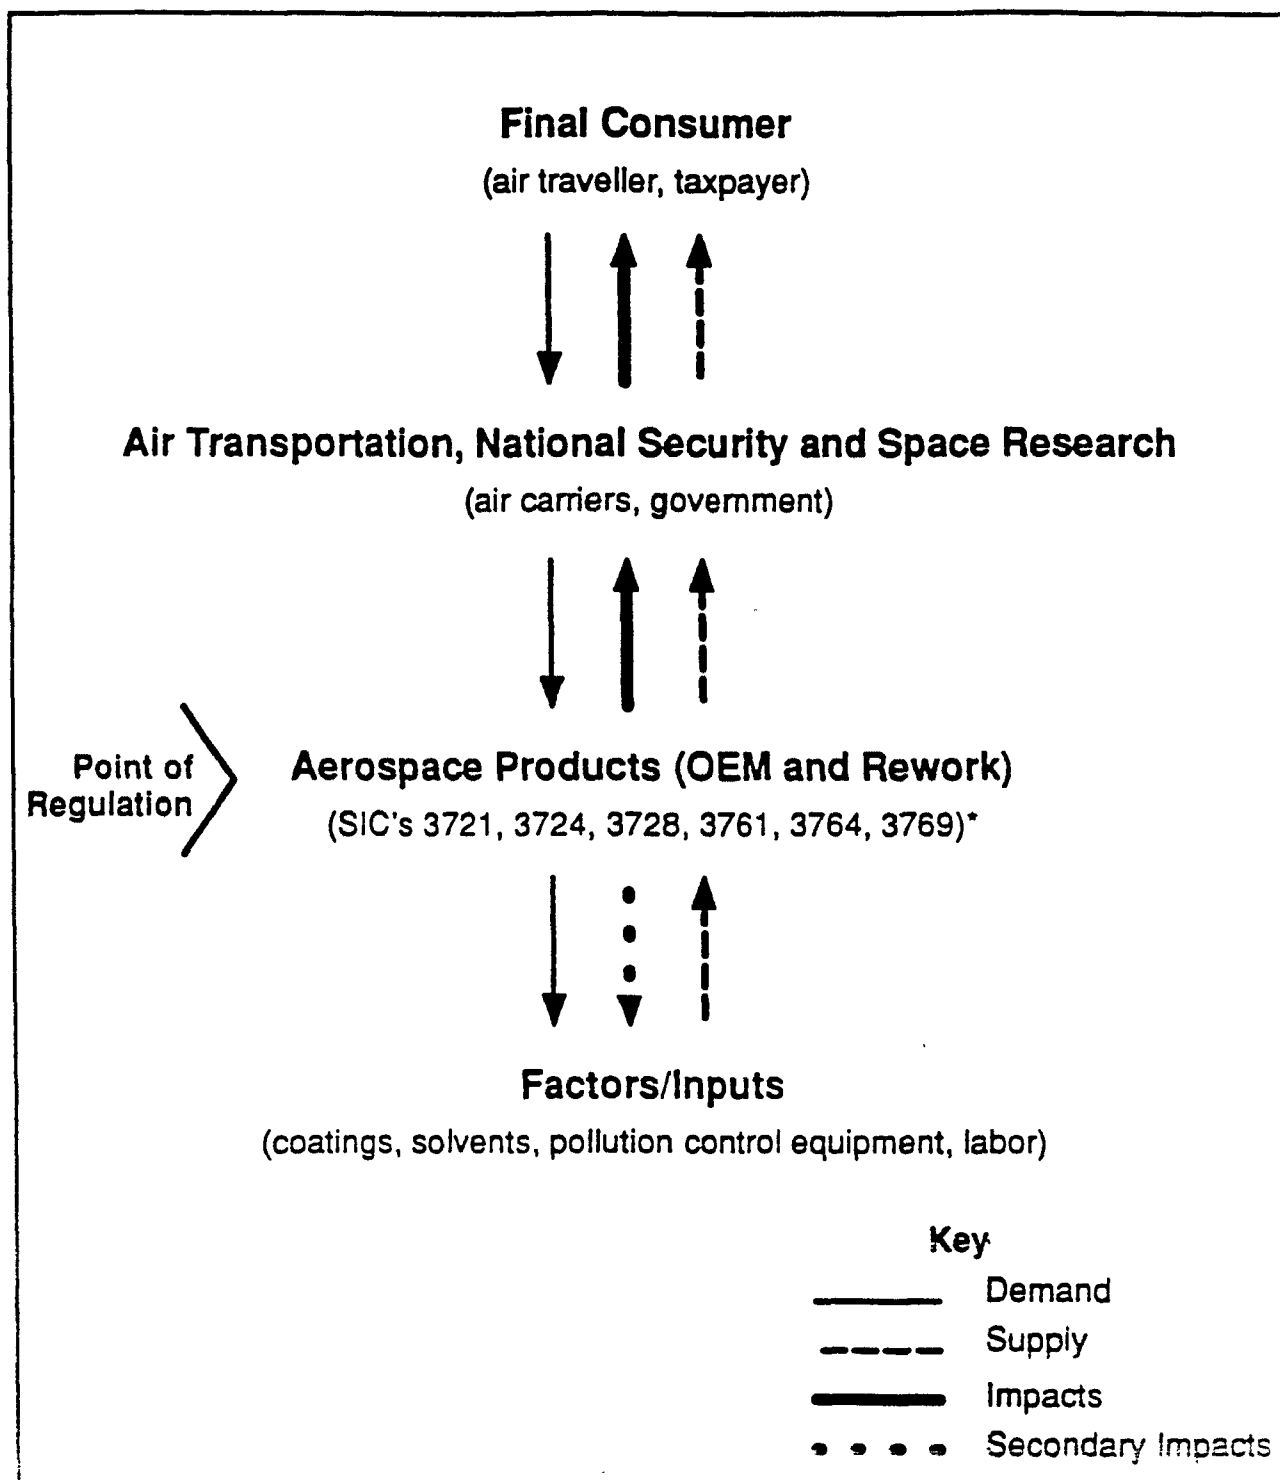 Final Consumer
(air traveller, taxpayer)
Air Transportation, National Security and Space Research
(air carriers, government)
Point of
Regulation
Aerospace Products (OEM and Rework)
(SIC's 3721, 3724, 3728, 3761, 3764, 3769)*
Factors/Inputs
(coatings, solvents, pollution control equipment, labor)
Key
Demand
Supply
Impacts
Secondary Impacts